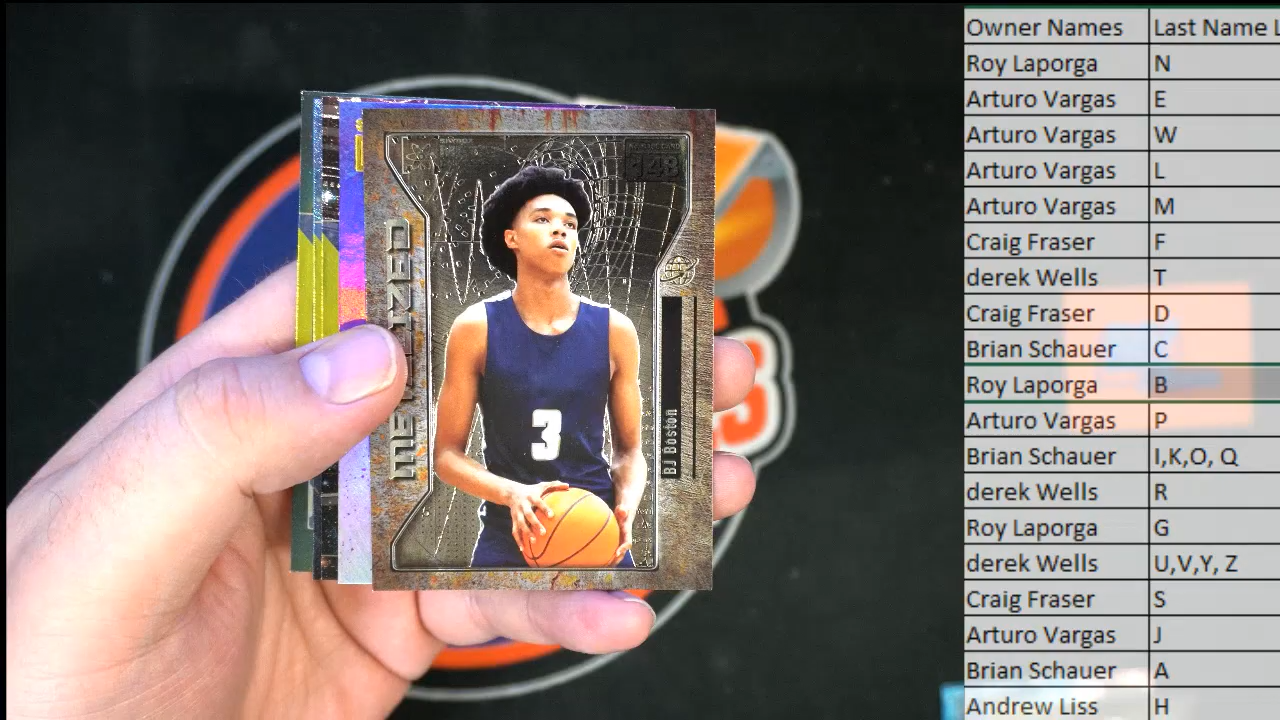 Owner Names Last Name L
Roy Laporga N
Arturo Vargas E
Arturo Vargas W
Arturo Vargas L
Arturo Vargas M
Craig Fraser F
derek Wells T
Craig Fraser D
Brian Schauer C
Roy Laporga B
Arturo Vargas P
Brian Schauer I,K,O, Q
derek Wells R
Roy Laporga G
derek Wells U,V,Y, Z
Craig Fraser S
Arturo Vargas J
Brian Schauer A
Andrew Liss H
METALIZED
148
BJ Boston
3